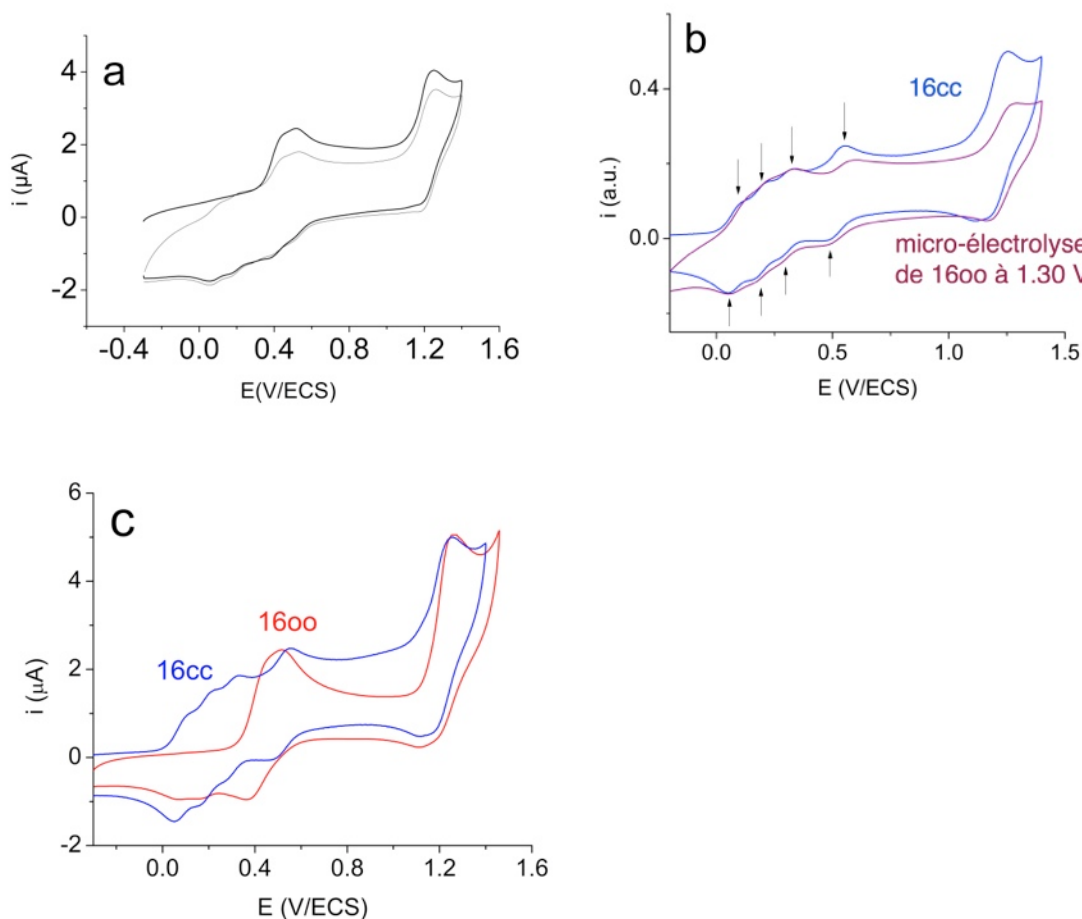 a
4
2
0
-2
i (µA)
-0.4
0.0
0.4
0.8
1.2
1.6
E(V/ECS)
b
16cc
0.4
0.0
i (a.u.)
micro-électrolyse
de 16oo à 1.30 V
0.0
0.5
1.0
1.5
E (V/ECS)
c
6
4
2
0
-2
i (µA)
16oo
16cc
0.0
0.4
0.8
1.2
1.6
E (V/ECS)